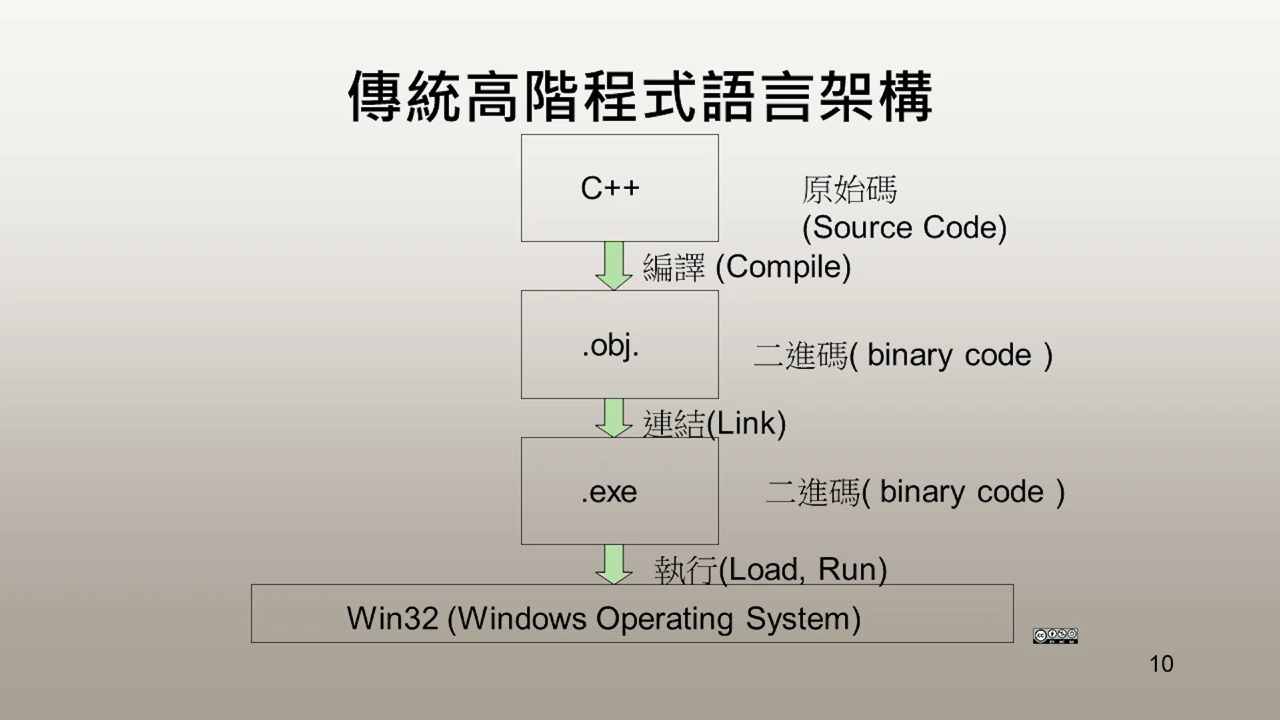 傳統高階程式語言架構
C++
原始碼
(Source Code)
編譯 (Compile)
.obj.
二進碼( binary code )
連結(Link)
.exe
二進碼( binary code )
執行(Load, Run)
Win32 (Windows Operating System)
10